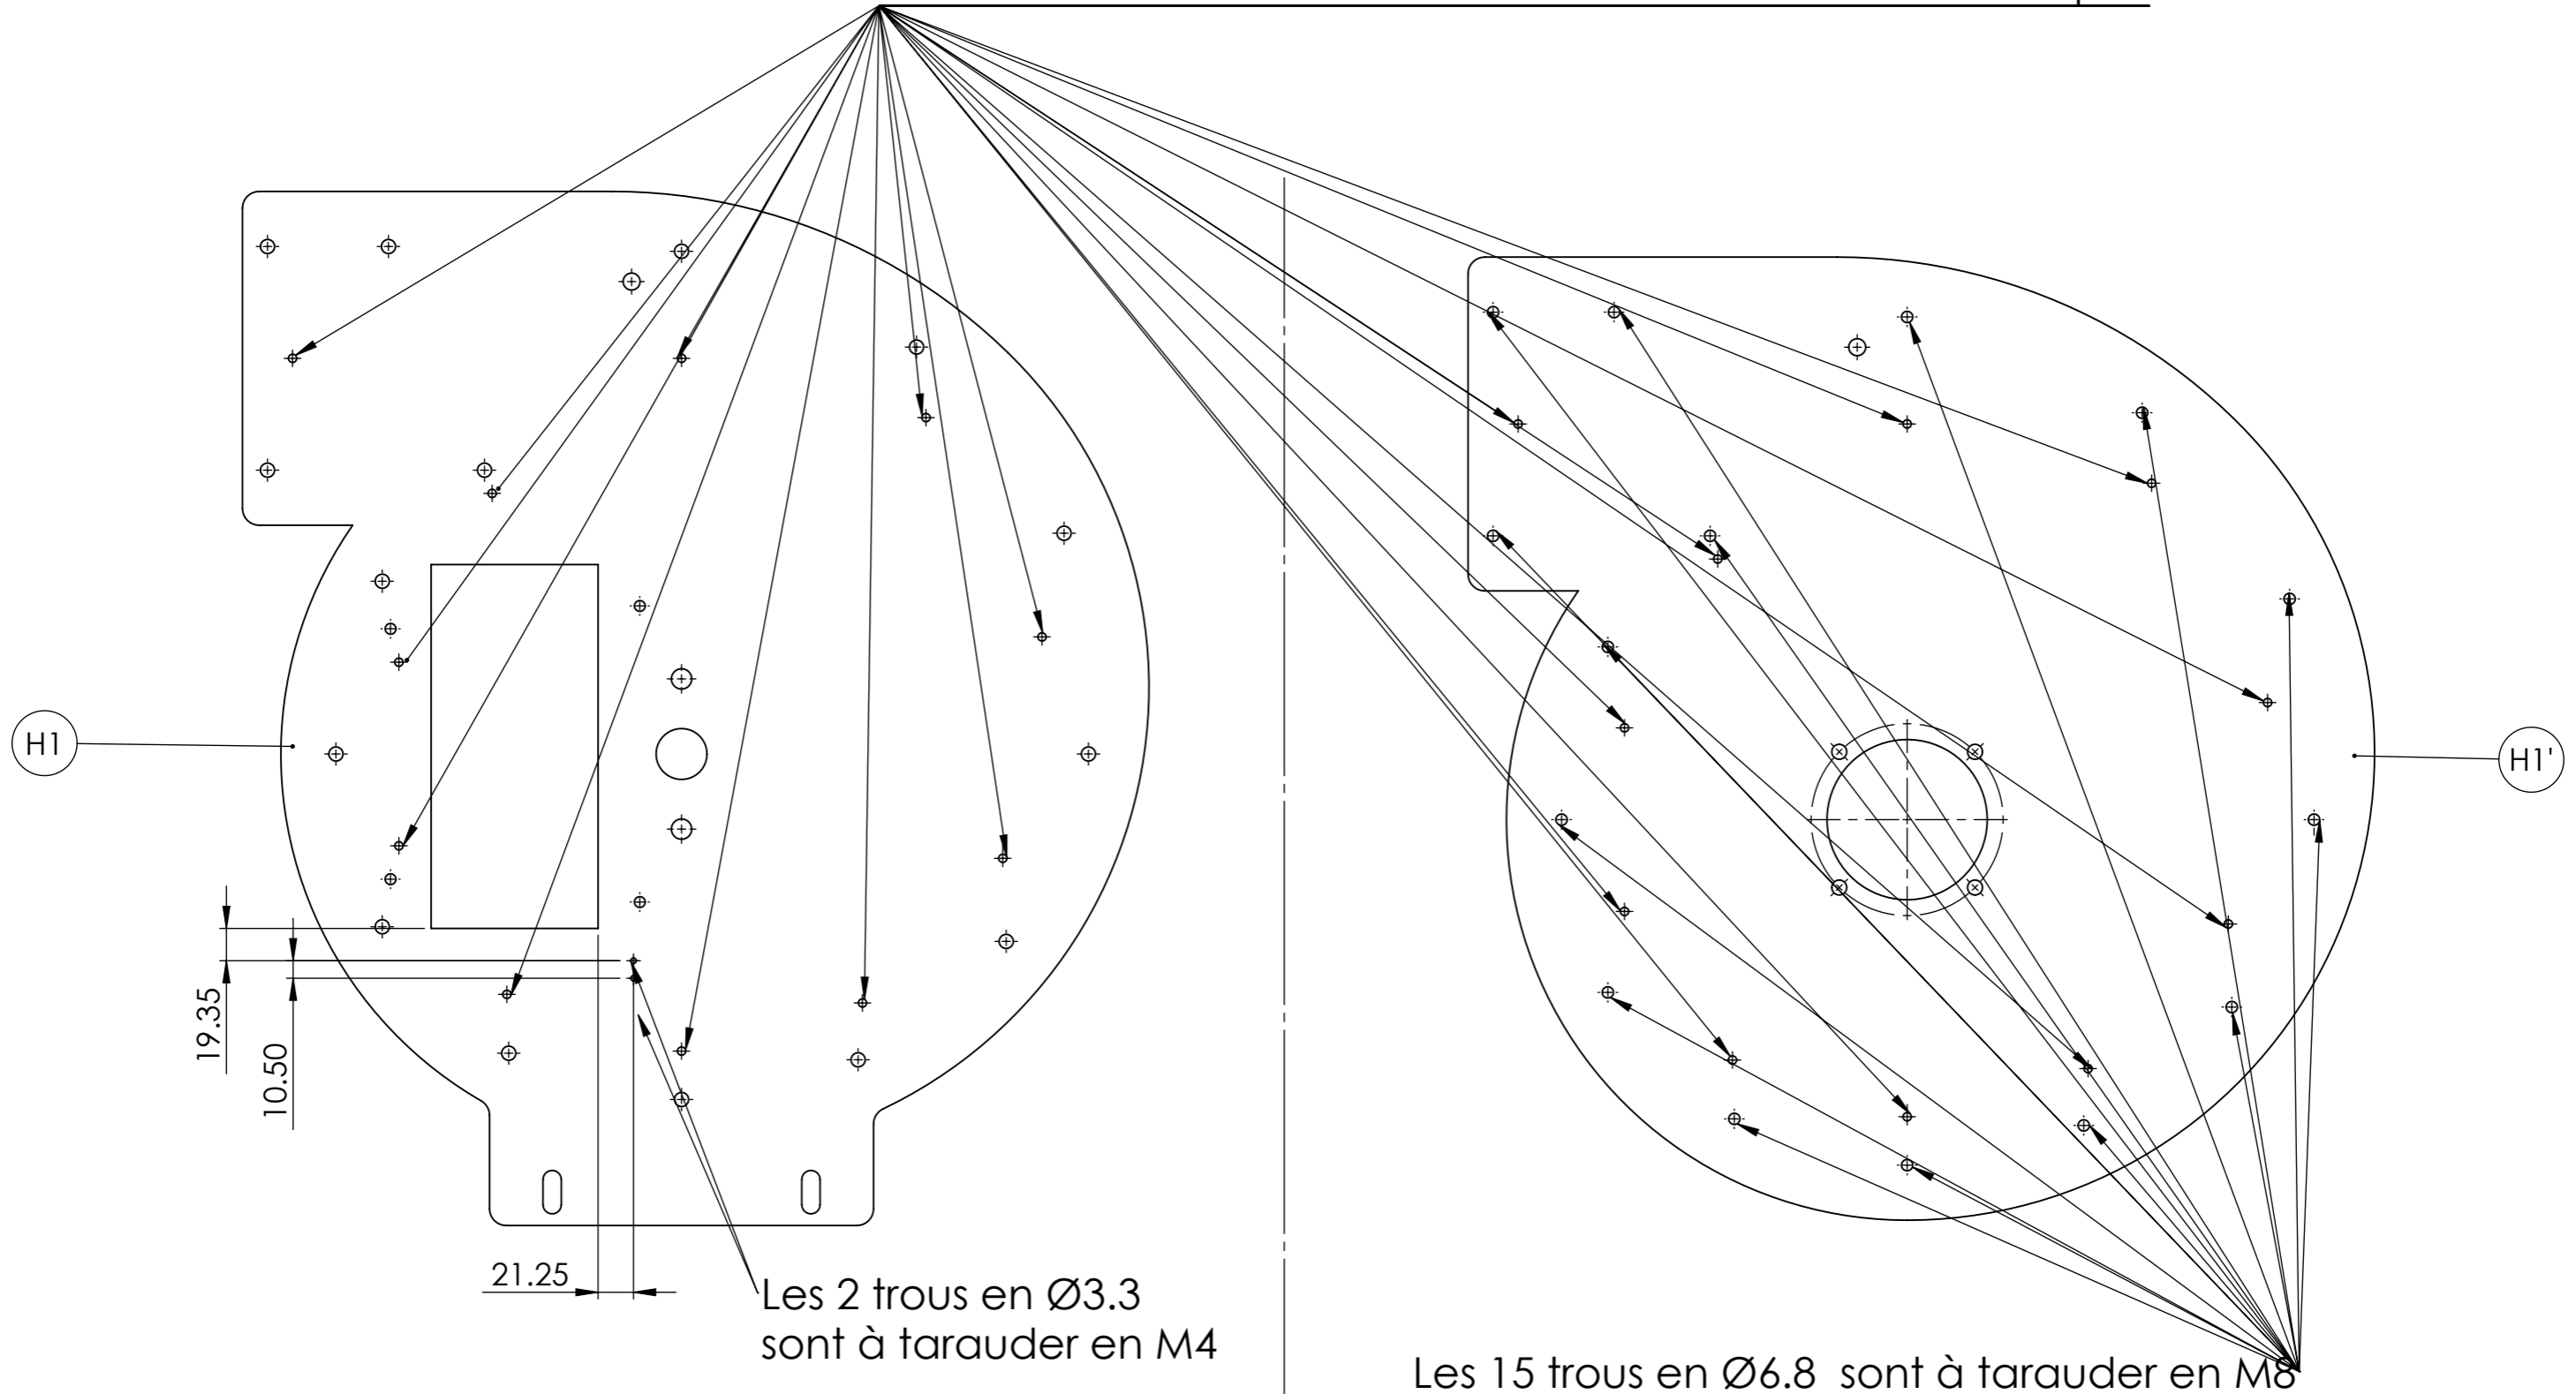 H1
H1'
19.35
10.50
21.25
Les 2 trous en Ø3.3
sont à tarauder en M4
Les 15 trous en Ø6.8 sont à tarauder en M8